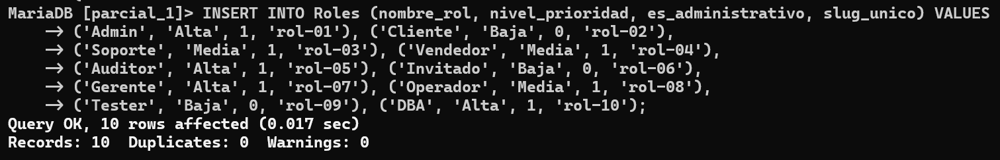 MariaDB [parcial_1]> INSERT INTO Roles (nombre_rol, nivel_prioridad, es_administrativo, slug_unico) VALUES
    -> ('Admin', 'Alta', 1, 'rol-01'), ('Cliente', 'Baja', 0, 'rol-02'),
    -> ('Soporte', 'Media', 1, 'rol-03'), ('Vendedor', 'Media', 1, 'rol-04'),
    -> ('Auditor', 'Alta', 1, 'rol-05'), ('Invitado', 'Baja', 0, 'rol-06'),
    -> ('Gerente', 'Alta', 1, 'rol-07'), ('Operador', 'Media', 1, 'rol-08'),
    -> ('Tester', 'Baja', 0, 'rol-09'), ('DBA', 'Alta', 1, 'rol-10');
Query OK, 10 rows affected (0.017 sec)
Records: 10  Duplicates: 0  Warnings: 0